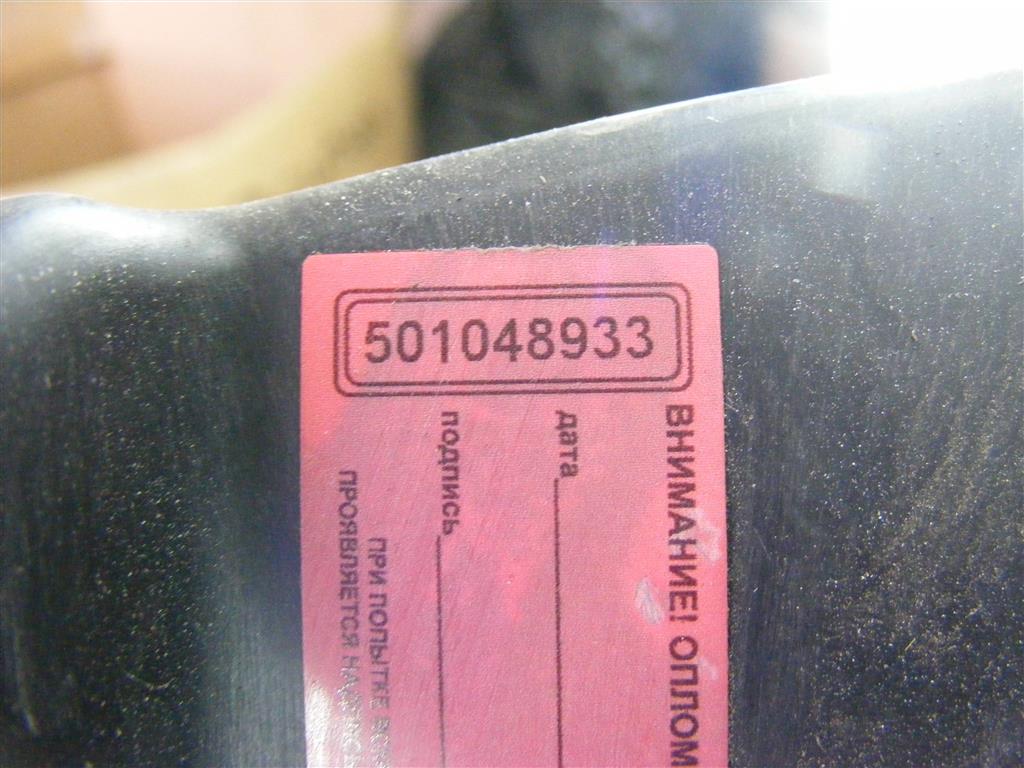 501048933
ВНИМАНИЕ! ОПЛОМ
дата
подпись
ПРИ ПОПЫТКЕ
ПРОЯВЛЯЕТСЯ